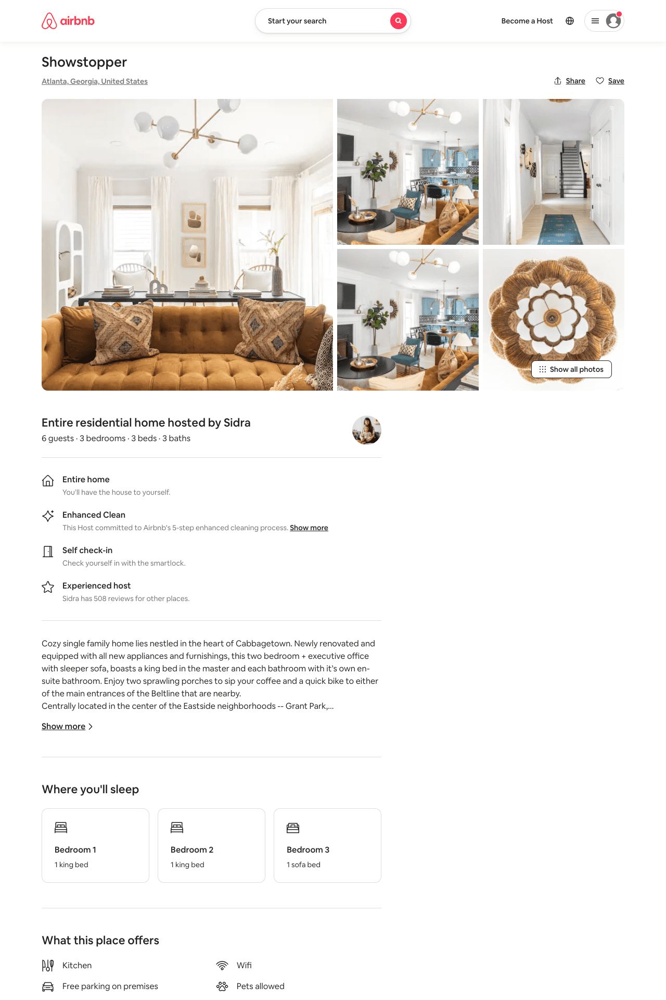 airbnb
Start your search
Become a Host
Showstopper
Atlanta, Georgia, United States
Share
Save
Show all photos
Entire residential home hosted by Sidra
6 guests · 3 bedrooms · 3 beds · 3 baths
Entire home
You’ll have the house to yourself.
Enhanced Clean
This Host committed to Airbnb's 5-step enhanced cleaning process. Show more
Self check-in
Check yourself in with the smartlock.
Experienced host
Sidra has 508 reviews for other places.
Cozy single family home lies nestled in the heart of Cabbagetown. Newly renovated and
equipped with all new appliances and furnishings, this two bedroom + executive office
with sleeper sofa, boasts a king bed in the master and each bathroom with it’s own en-
suite bathroom. Enjoy two sprawling porches to sip your coffee and a quick bike to either
of the main entrances of the Beltline that are nearby.
Centrally located in the center of the Eastside neighborhoods -- Grant Park,...
Show more
Where you'll sleep
Bedroom 1
1 king bed
Bedroom 2
1 king bed
Bedroom 3
1 sofa bed
What this place offers
Kitchen
Wifi
Free parking on premises
Pets allowed